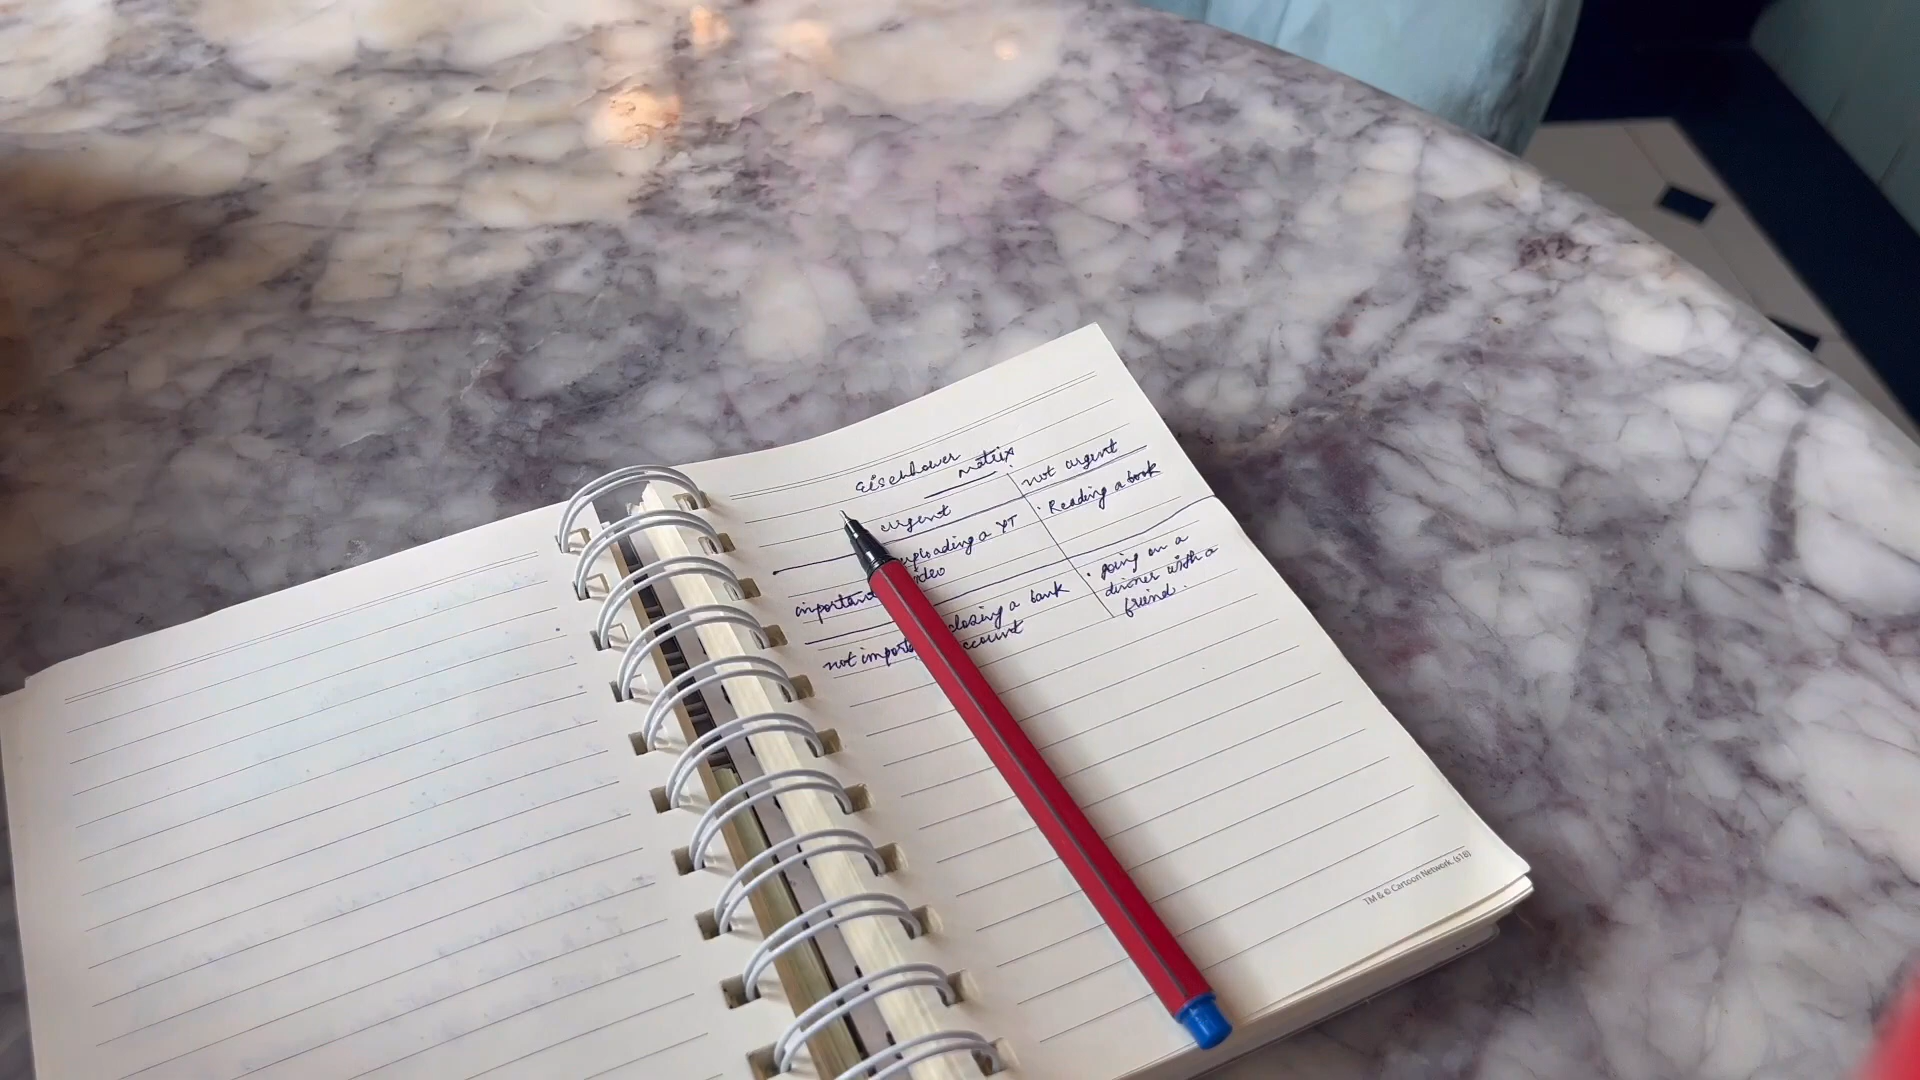 Eisenhower
matrix
urgent
not urgent
important
uploading a YT
video
• Reading a book
not important
closing a bank
account
• going on a
dinner with a
friend.
TM & © Cartoon Network. (s18)